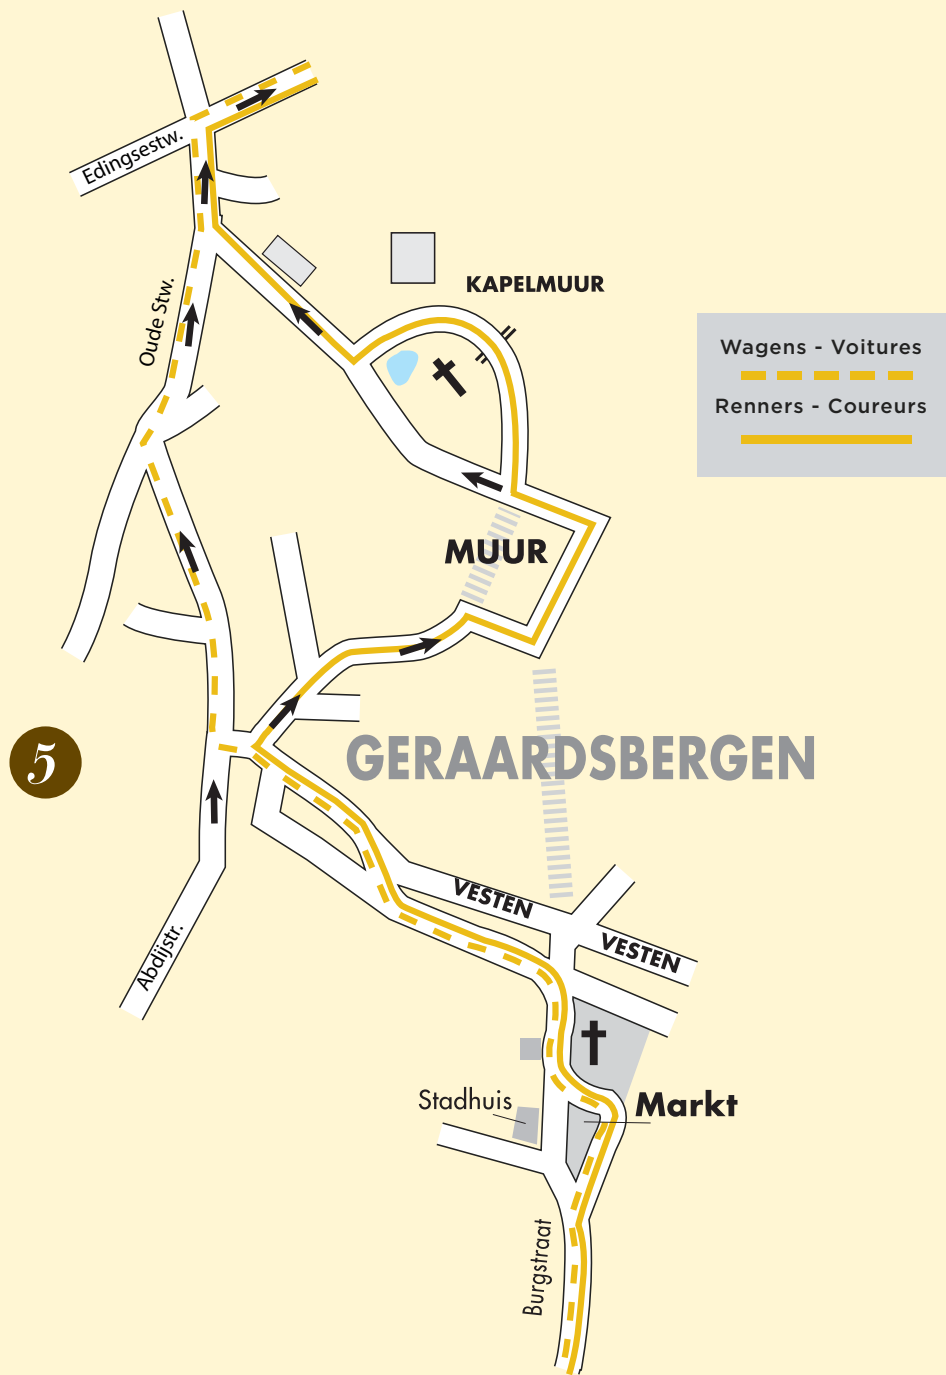 Edingsestw.
Oude Stw.
KAPELMUUR
Wagens - Voitures
Renners - Coureurs
MUUR
5
GERAARDSBERGEN
VESTEN
VESTEN
Abdijstr.
Stadhuis
Markt
Burgstraat